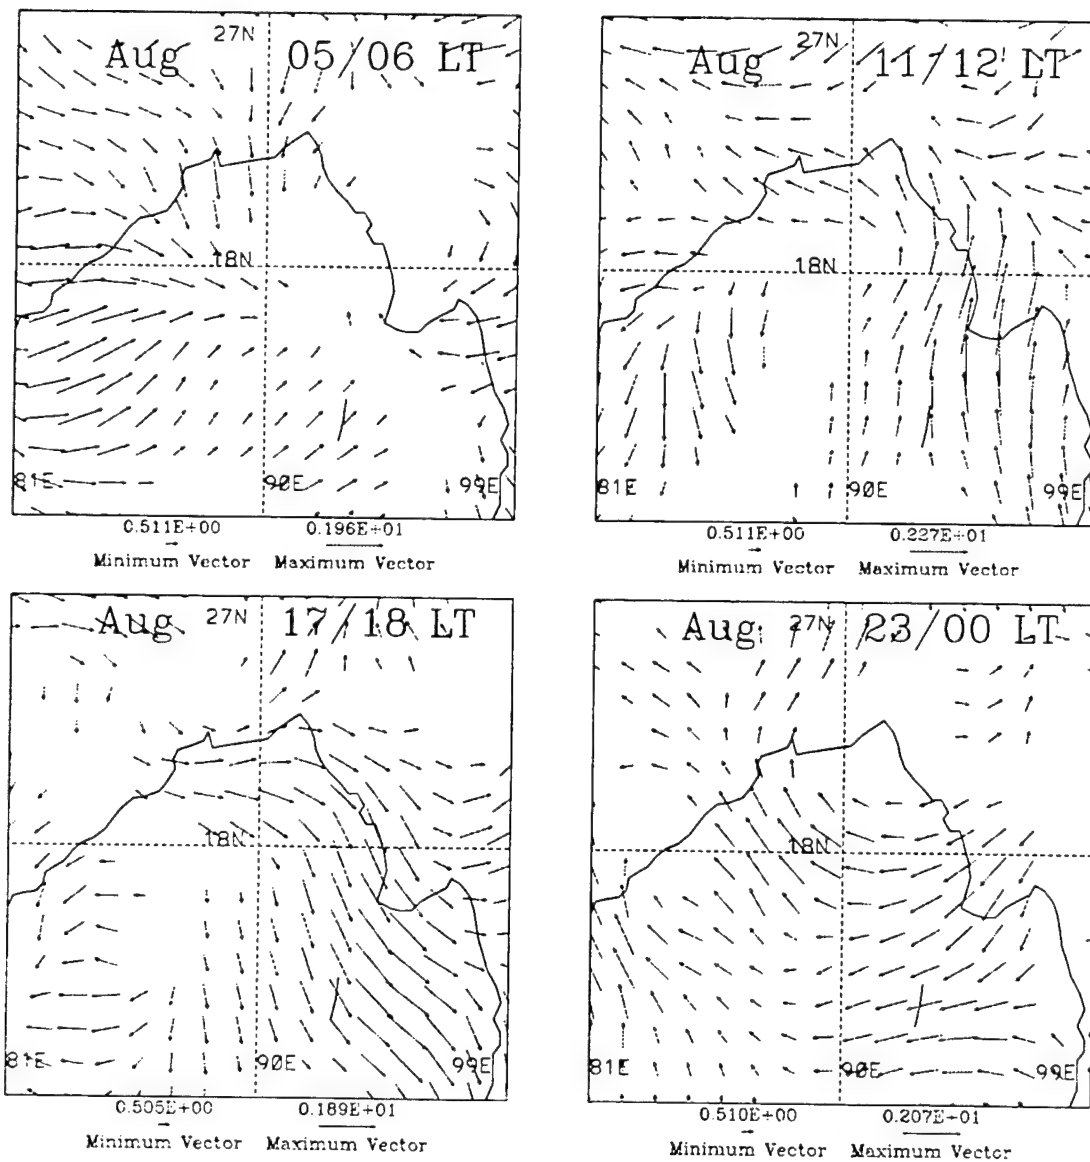 Aug 27N 05/06 LT
18N
81E 90E 99E
0.511E+00 0.196E+01
Minimum Vector Maximum Vector
Aug 27N 11/12 LT
18N
81E 90E 99E
0.511E+00 0.227E+01
Minimum Vector Maximum Vector
Aug 27N 17/18 LT
18N
81E 90E 99E
0.505E+00 0.189E+01
Minimum Vector Maximum Vector
Aug 27N 23/00 LT
18N
81E 90E 99E
0.510E+00 0.207E+01
Minimum Vector Maximum Vector